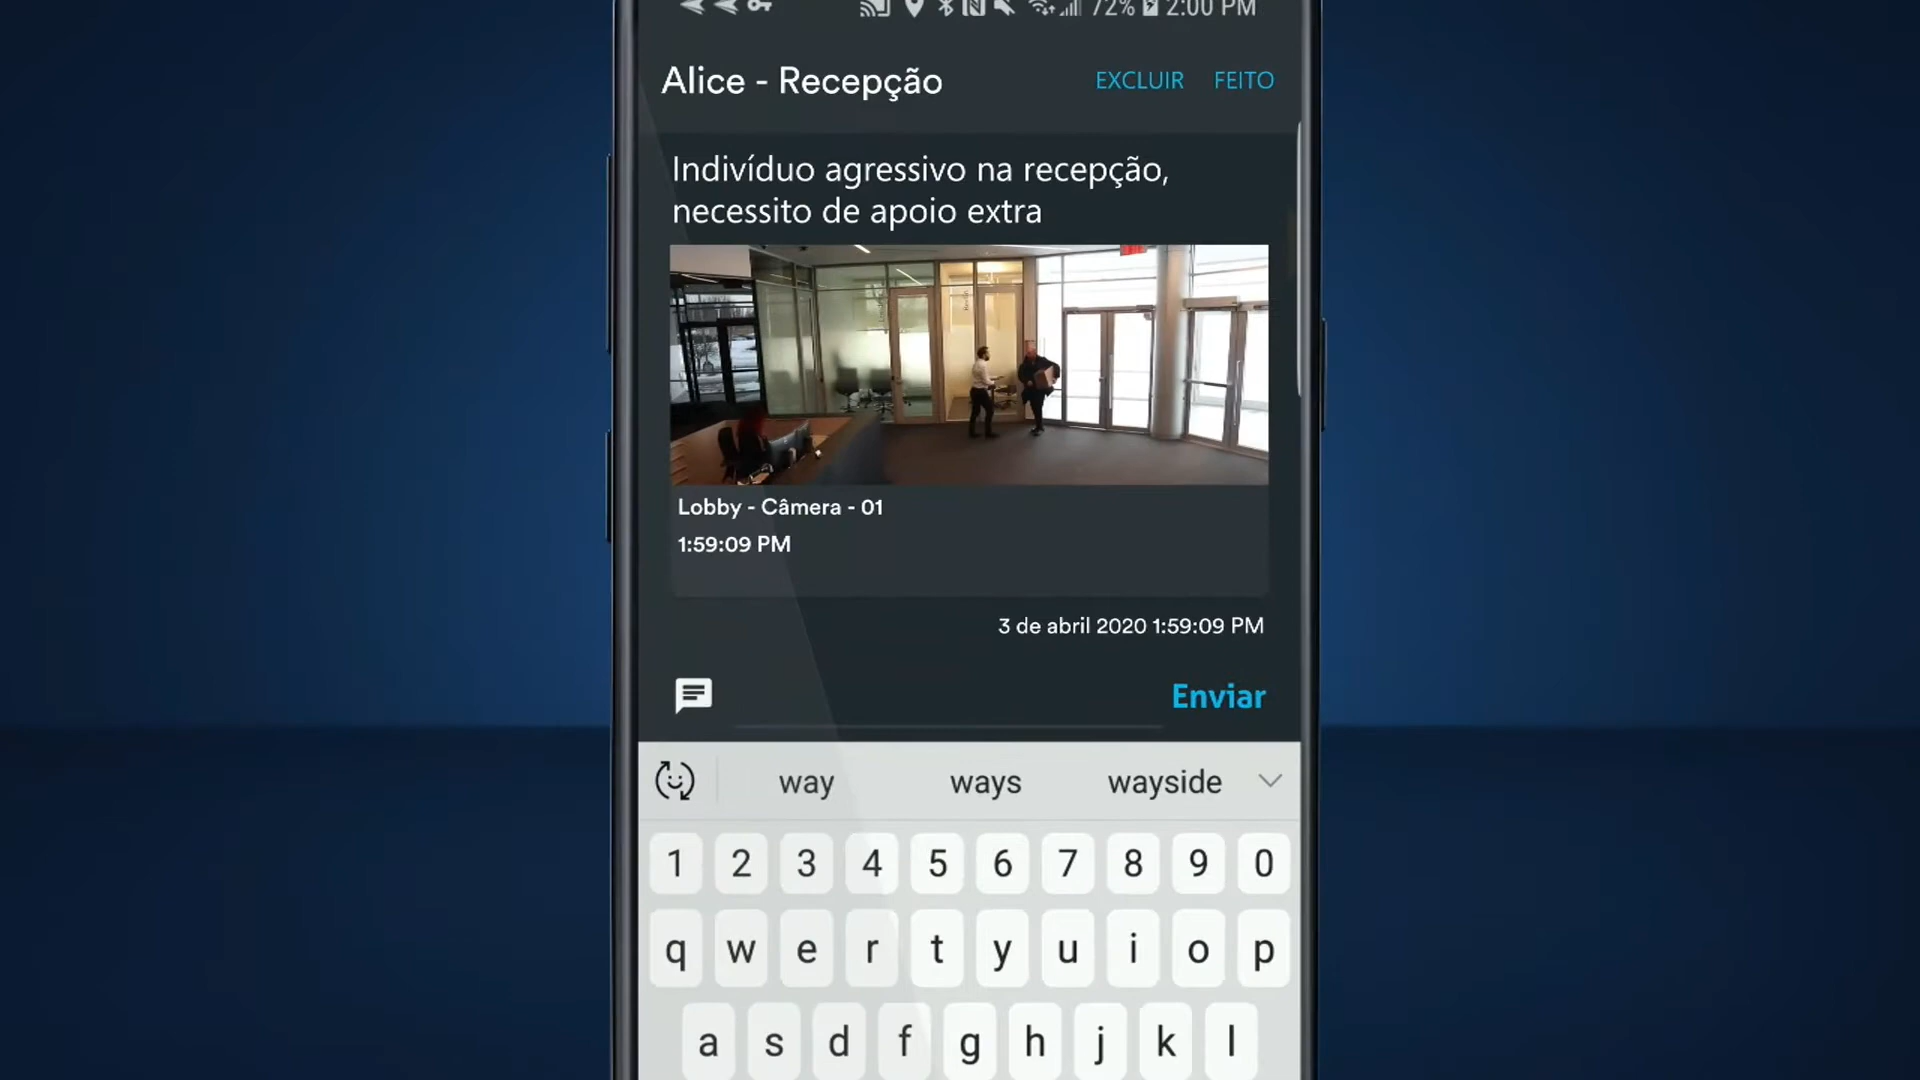 72% 2:00 PM
Alice - Recepção EXCLUIR FEITO
Indivíduo agressivo na recepção,
necessito de apoio extra
Lobby - Câmera - 01
1:59:09 PM
3 de abril 2020 1:59:09 PM
Enviar
way ways wayside
1 2 3 4 5 6 7 8 9 0
q w e r t y u i o p
a s d f g h j k l